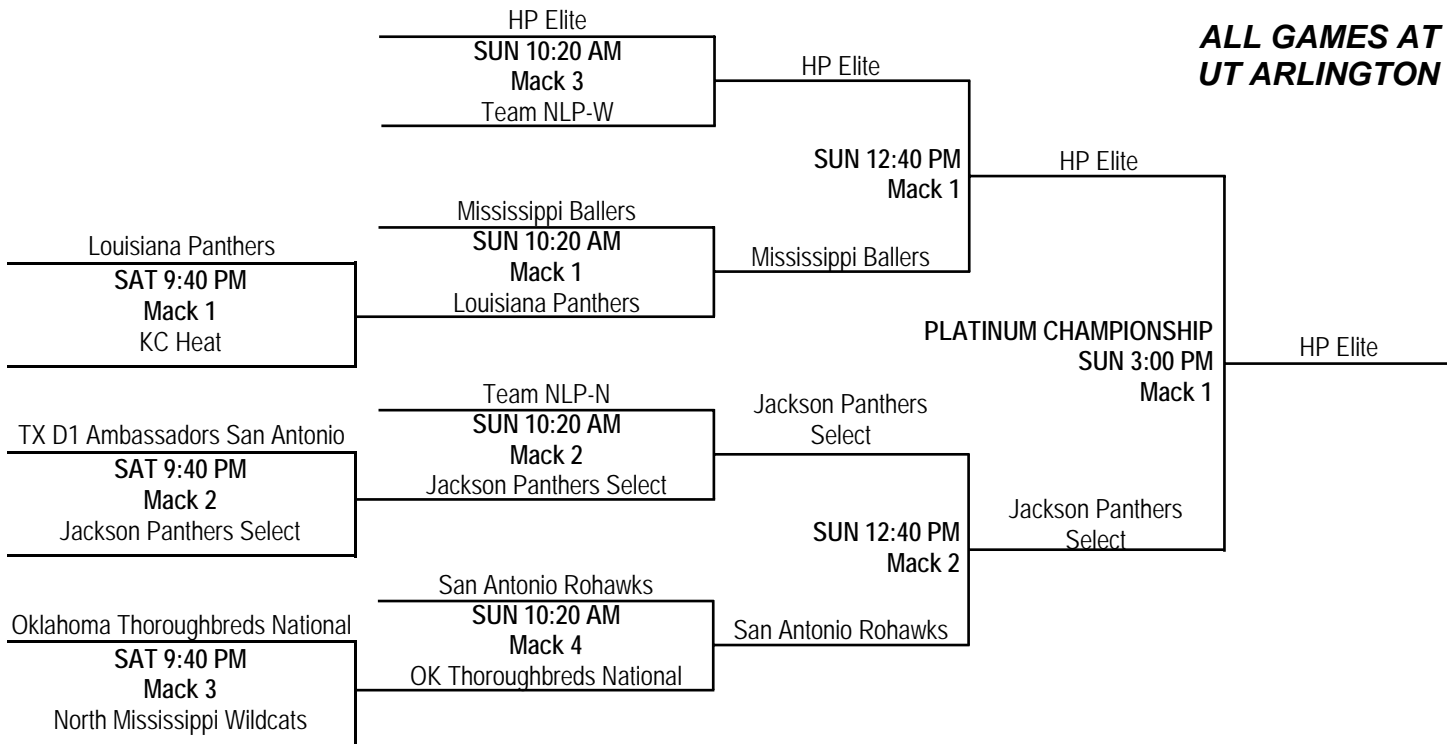 HP Elite
SUN 10:20 AM
Mack 3
Team NLP-W
HP Elite
ALL GAMES AT
UT ARLINGTON
SUN 12:40 PM
Mack 1
HP Elite
Mississippi Ballers
SUN 10:20 AM
Mack 1
Louisiana Panthers
Mississippi Ballers
Louisiana Panthers
SAT 9:40 PM
Mack 1
KC Heat
PLATINUM CHAMPIONSHIP
SUN 3:00 PM
Mack 1
HP Elite
Team NLP-N
SUN 10:20 AM
Mack 2
Jackson Panthers Select
Jackson Panthers
Select
TX D1 Ambassadors San Antonio
SAT 9:40 PM
Mack 2
Jackson Panthers Select
SUN 12:40 PM
Mack 2
Jackson Panthers
Select
San Antonio Rohawks
SUN 10:20 AM
Mack 4
OK Thoroughbreds National
San Antonio Rohawks
Oklahoma Thoroughbreds National
SAT 9:40 PM
Mack 3
North Mississippi Wildcats